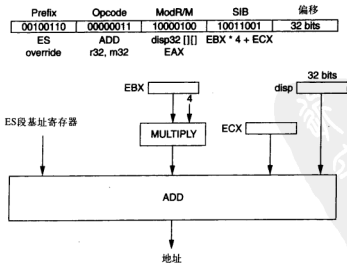 Prefix Opcode ModR/M SIB 偏移
00100110 00000011 10000100 10011001 32 bits
ES ADD disp32 [][] EBX * 4 + ECX
override r32, m32 EAX
EBX 32 bits
disp
4
ES段基址寄存器 MULTIPLY ECX
ADD
地址